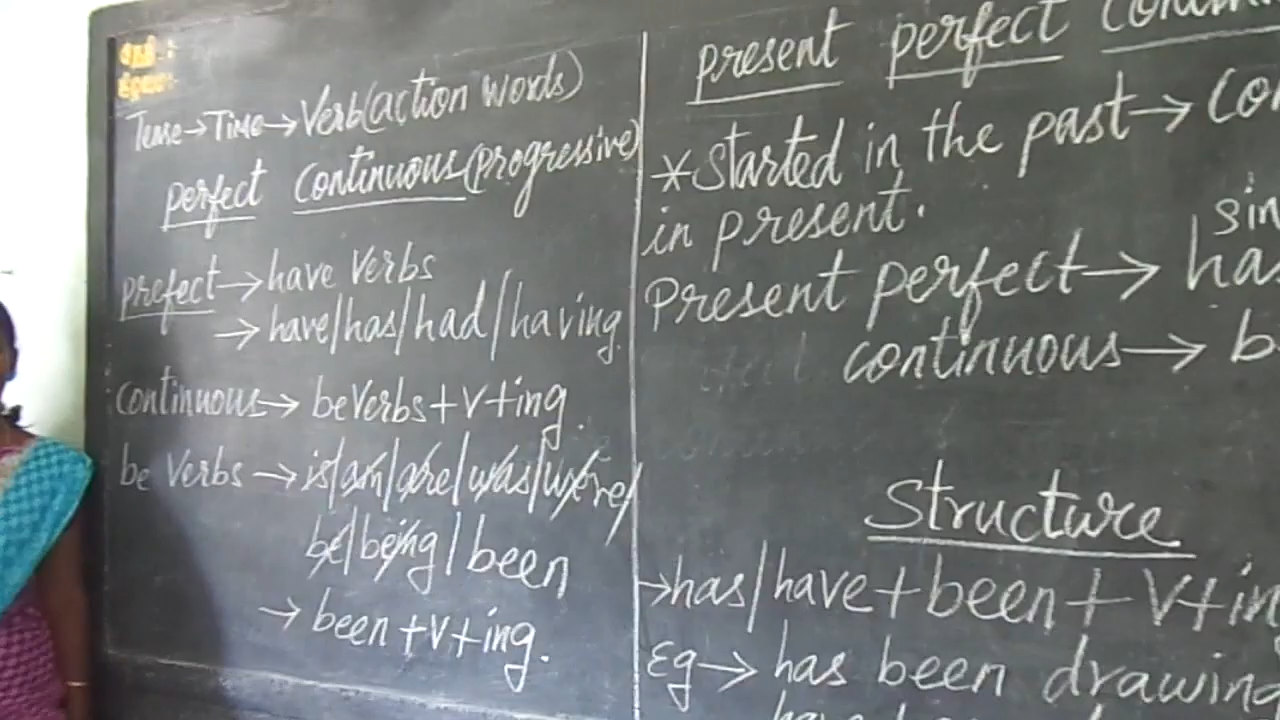 Tense→Time→Verb(action words)
perfect continuous(progressive)
prefect→have Verbs
→have/has/had/having.
continuous→beVerbs+V+ing.
be Verbs→is/am/are/was/were/
be/being/been
→been+V+ing.
present perfect
*Started in the past→
in present.
Present perfect→
continuous→
Structure
→has/have+been+V+in
Eg→has been drawing